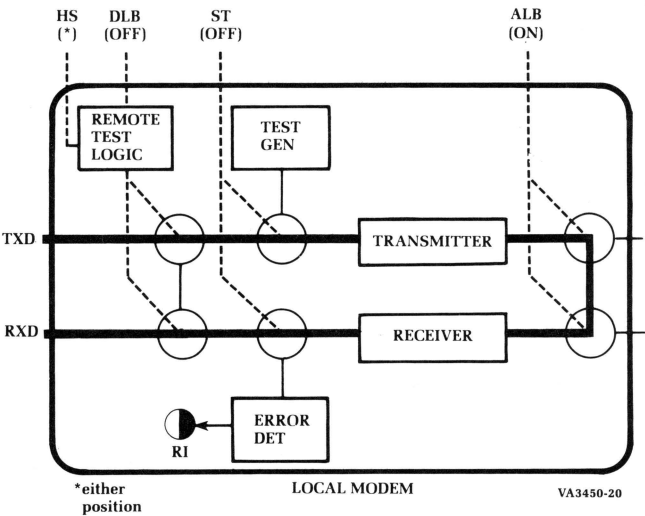 HS
(*)
DLB
(OFF)
ST
(OFF)
ALB
(ON)
REMOTE
TEST
LOGIC
TEST
GEN
TXD
TRANSMITTER
RXD
RECEIVER
ERROR
DET
RI
*either
position
LOCAL MODEM
VA3450-20